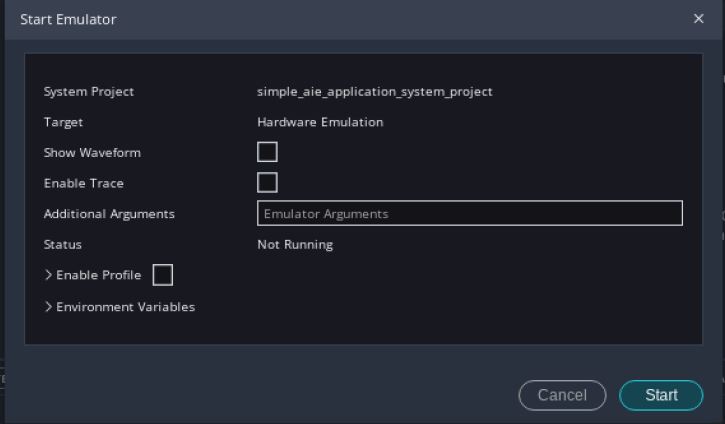 Start Emulator
System Project simple_aie_application_system_project
Target Hardware Emulation
Show Waveform
Enable Trace
Additional Arguments Emulator Arguments
Status Not Running
Enable Profile
Environment Variables
Cancel Start